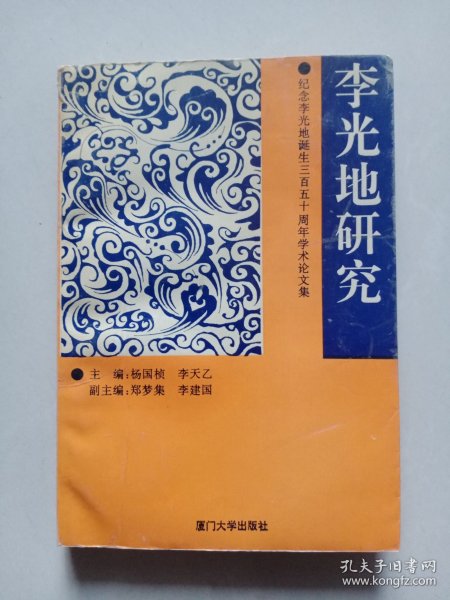 李光地研究
●纪念李光地诞生三百五十周年学术论文集
●主 编:杨国桢 李天乙
副主编:郑梦集 李建国
厦门大学出版社
孔夫子旧书网
www.kongfz.com